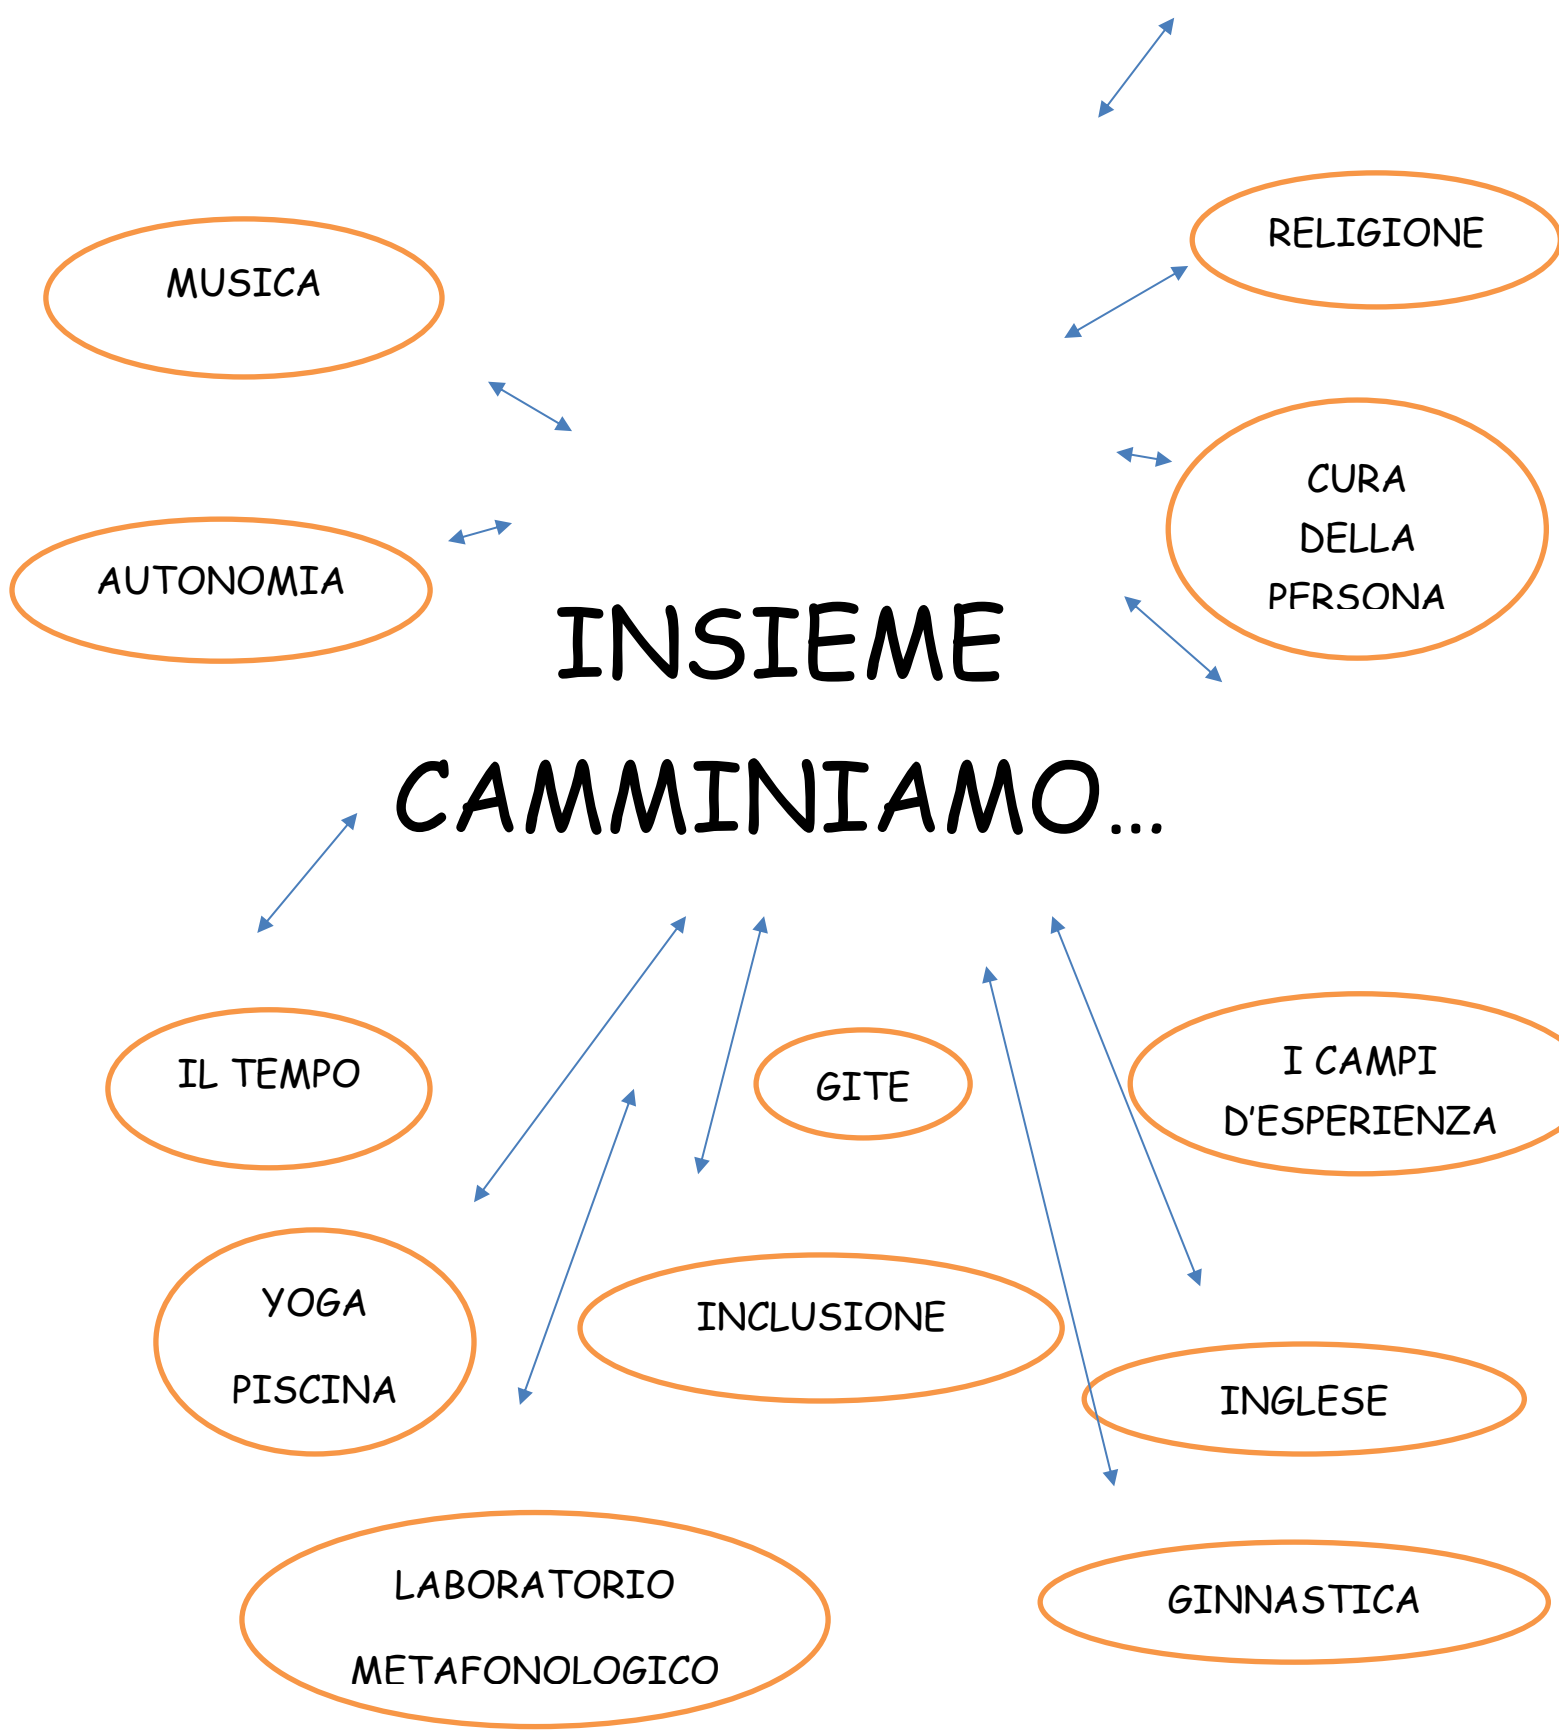 RELIGIONE
MUSICA
CURA
DELLA
PERSONA
AUTONOMIA
INSIEME
CAMMINIAMO...
IL TEMPO
GITE
I CAMPI
D'ESPERIENZA
YOGA
PISCINA
INCLUSIONE
INGLESE
LABORATORIO
METAFONOLOGICO
GINNASTICA